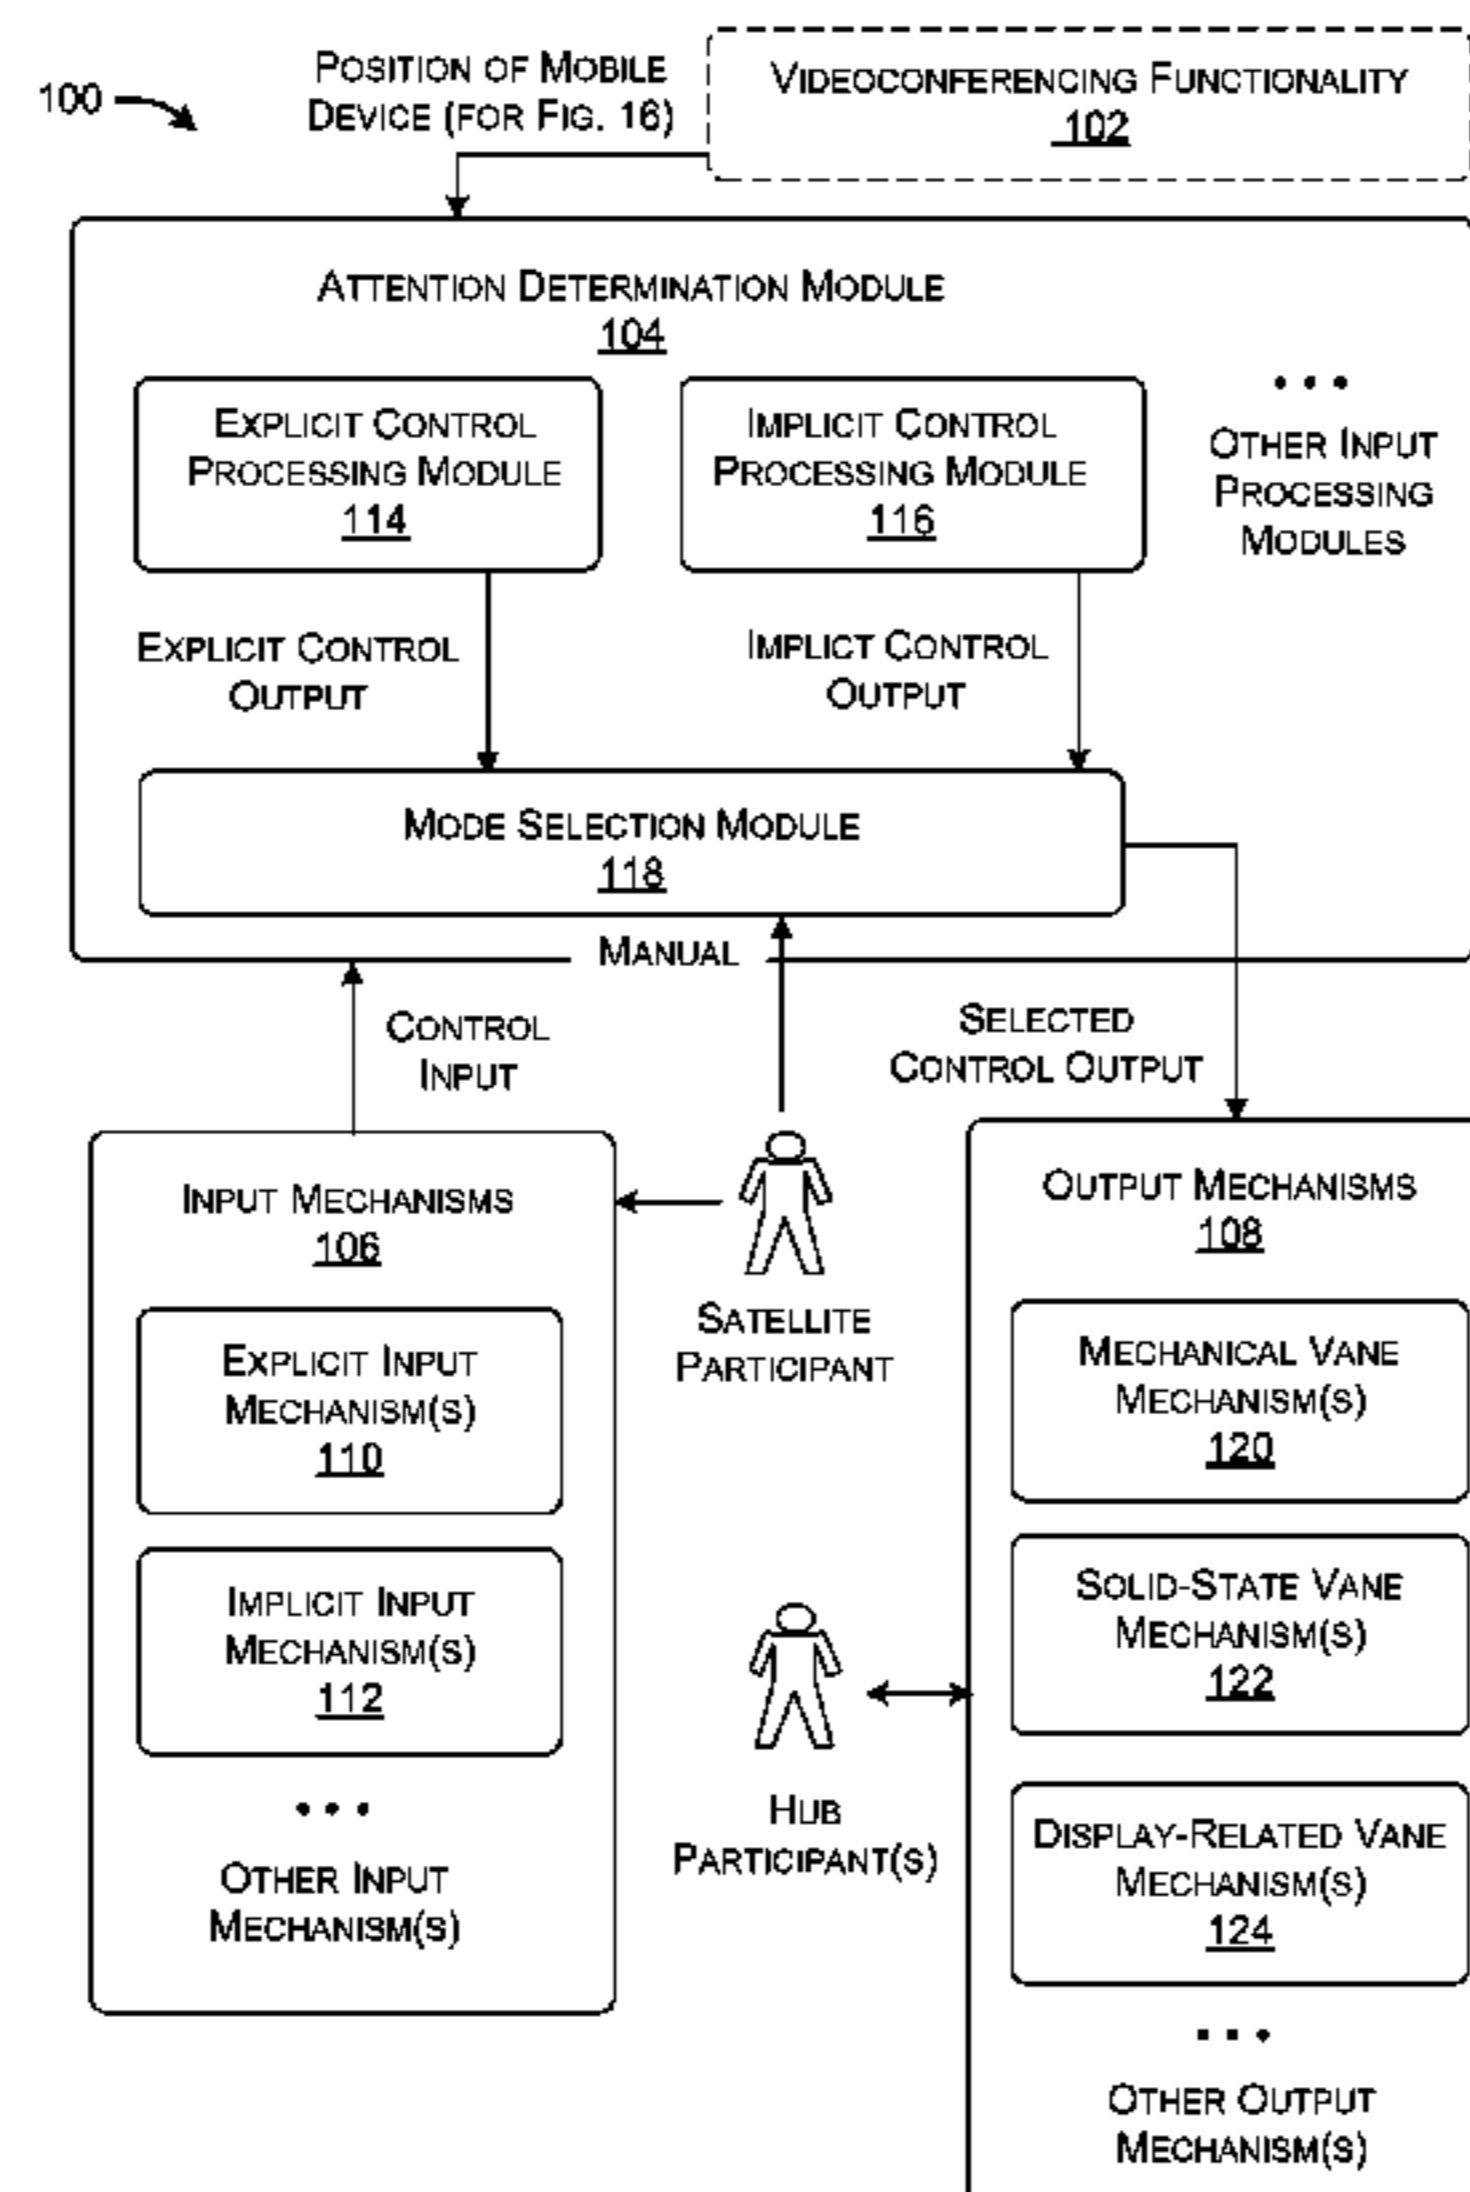 100
POSITION OF MOBILE
DEVICE (FOR FIG. 16)
VIDEOCONFERENCING FUNCTIONALITY
102
ATTENTION DETERMINATION MODULE
104
EXPLICIT CONTROL
PROCESSING MODULE
114
IMPLICIT CONTROL
PROCESSING MODULE
116
• • •
OTHER INPUT
PROCESSING
MODULES
EXPLICIT CONTROL
OUTPUT
IMPLICT CONTROL
OUTPUT
MODE SELECTION MODULE
118
MANUAL
CONTROL
INPUT
SELECTED
CONTROL OUTPUT
INPUT MECHANISMS
106
EXPLICIT INPUT
MECHANISM(S)
110
IMPLICIT INPUT
MECHANISM(S)
112
• • •
OTHER INPUT
MECHANISM(S)
SATELLITE
PARTICIPANT
HUB
PARTICIPANT(S)
OUTPUT MECHANISMS
108
MECHANICAL VANE
MECHANISM(S)
120
SOLID-STATE VANE
MECHANISM(S)
122
DISPLAY-RELATED VANE
MECHANISM(S)
124
• • •
OTHER OUTPUT
MECHANISM(S)